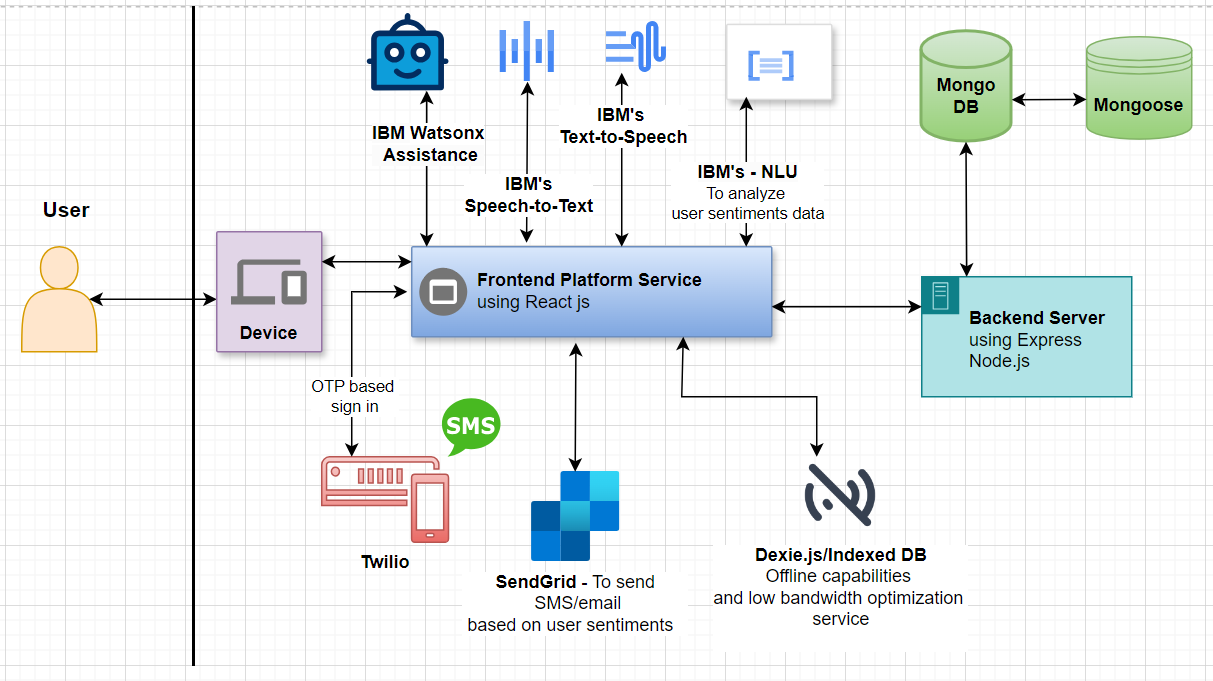 IBM Watsonx
Assistance
IBM's
Speech-to-Text
IBM's
Text-to-Speech
IBM's - NLU
To analyze
user sentiments data
Mongo
DB
Mongoose
User
Device
Frontend Platform Service
using React js
Backend Server
using Express
Node.js
OTP based
sign in
SMS
Twilio
SendGrid - To send
SMS/email
based on user sentiments
Dexie.js/Indexed DB
Offline capabilities
and low bandwidth optimization
service